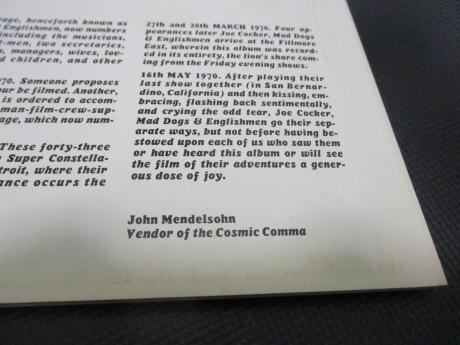 rage, henceforth known as
Englishmen, now numbers
including the musicians,
-men, two secretaries,
, managers, wives, lov-
d children, and other
970. Someone proposes
our be filmed. Another,
is ordered to accom-
man-film-crew-sup-
age, which now num-
These forty-three
Super Constella-
troit, where their
ance occurs the
27th and 28th MARCH 1970. Four ap-
pearances later Joe Cocker, Mad Dogs
& Englishmen arrive at the Fillmore
East, wherein this album was record-
ed in its entirety, the lion's share com-
ing from the Friday evening shows.
16th MAY 1970. After playing their
last show together (in San Bernar-
dino, California) and then kissing, em-
bracing, flashing back sentimentally,
and crying the odd tear, Joe Cocker,
Mad Dogs & Englishmen go their sep-
arate ways, but not before having be-
stowed upon each of us who saw them
or have heard this album or will see
the film of their adventures a gener-
ous dose of joy.
John Mendelsohn
Vendor of the Cosmic Comma